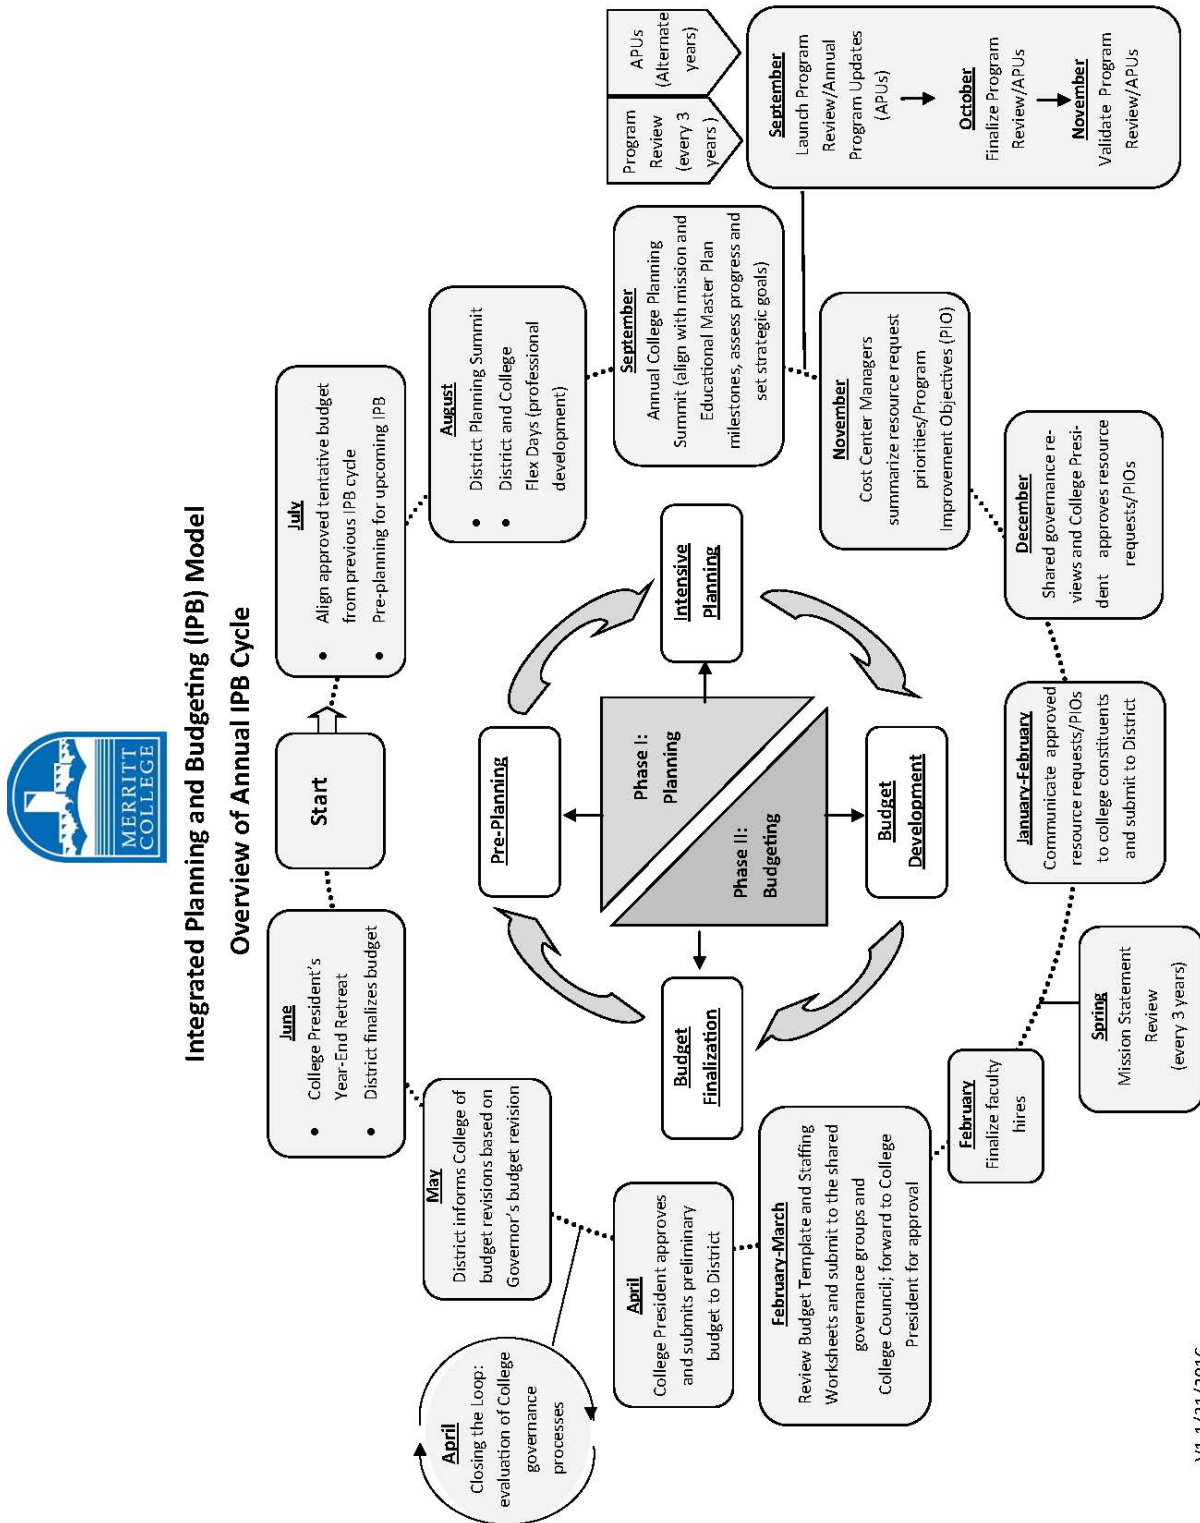 MERRITT
COLLEGE
Integrated Planning and Budgeting (IPB) Model
Overview of Annual IPB Cycle
Start
July
• Align approved tentative budget
from previous IPB cycle
• Pre-planning for upcoming IPB
August
• District Planning Summit
• District and College
Flex Days (professional
development)
September
Annual College Planning
Summit (align with mission and
Educational Master Plan
milestones, assess progress and
set strategic goals)
Program
Review
(every 3
years )
APUs
(Alternate
years)
September
Launch Program
Review/Annual
Program Updates
(APUs)
October
Finalize Program
Review/APUs
November
Validate Program
Review/APUs
November
Cost Center Managers
summarize resource request
priorities/Program
Improvement Objectives (PIO)
December
Shared governance re-
views and College Presi-
dent approves resource
requests/PIOs
January-February
Communicate approved
resource requests/PIOs
to college constituents
and submit to District
Spring
Mission Statement
Review
(every 3 years)
February
Finalize faculty
hires
February-March
Review Budget Template and Staffing
Worksheets and submit to the shared
governance groups and
College Council; forward to College
President for approval
April
College President approves
and submits preliminary
budget to District
April
Closing the Loop:
evaluation of College
governance
processes
May
District informs College of
budget revisions based on
Governor's budget revision
June
• College President's
Year-End Retreat
• District finalizes budget
Pre-Planning
Intensive
Planning
Budget
Development
Budget
Finalization
Phase I:
Planning
Phase II:
Budgeting